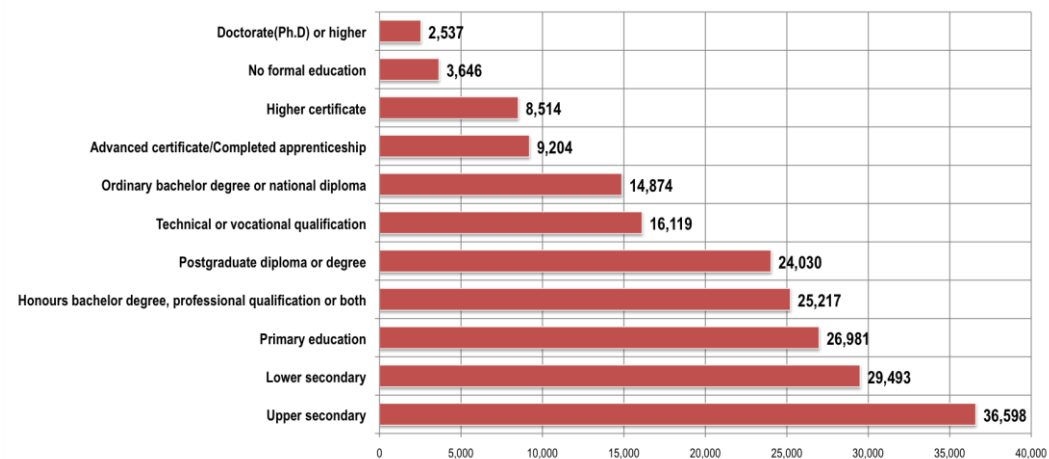 Doctorate(Ph.D) or higher 2,537
No formal education 3,646
Higher certificate 8,514
Advanced certificate/Completed apprenticeship 9,204
Ordinary bachelor degree or national diploma 14,874
Technical or vocational qualification 16,119
Postgraduate diploma or degree 24,030
Honours bachelor degree, professional qualification or both 25,217
Primary education 26,981
Lower secondary 29,493
Upper secondary 36,598
0 5,000 10,000 15,000 20,000 25,000 30,000 35,000 40,000